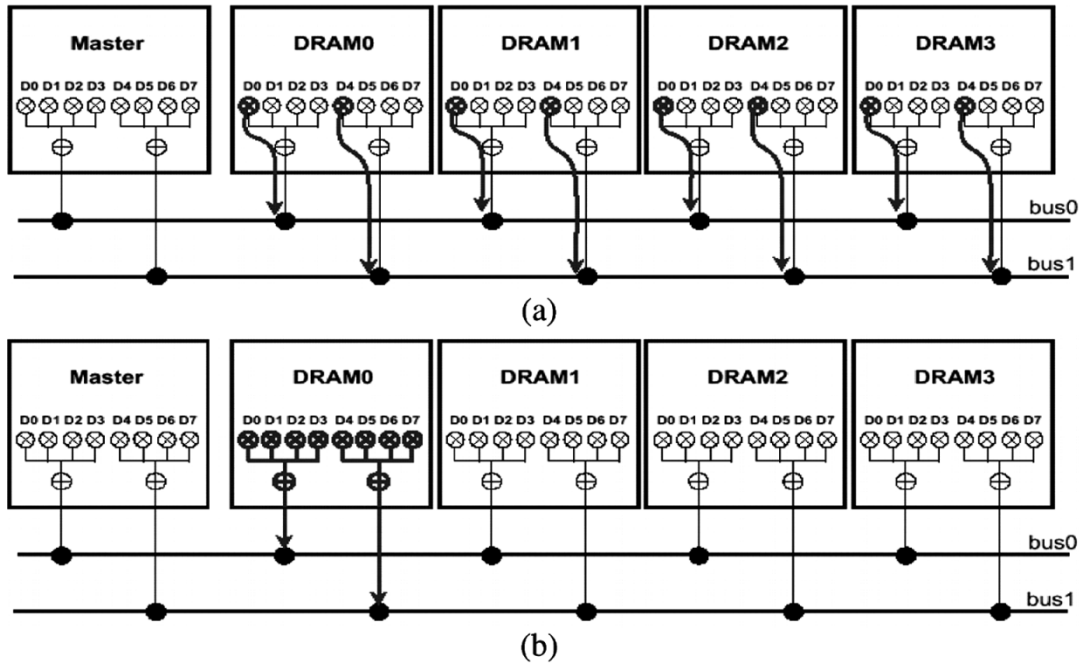 Master DRAM0 DRAM1 DRAM2 DRAM3
D0 D1 D2 D3 D4 D5 D6 D7 D0 D1 D2 D3 D4 D5 D6 D7 D0 D1 D2 D3 D4 D5 D6 D7 D0 D1 D2 D3 D4 D5 D6 D7 D0 D1 D2 D3 D4 D5 D6 D7
bus0
bus1
(a)
Master DRAM0 DRAM1 DRAM2 DRAM3
D0 D1 D2 D3 D4 D5 D6 D7 D0 D1 D2 D3 D4 D5 D6 D7 D0 D1 D2 D3 D4 D5 D6 D7 D0 D1 D2 D3 D4 D5 D6 D7 D0 D1 D2 D3 D4 D5 D6 D7
bus0
bus1
(b)